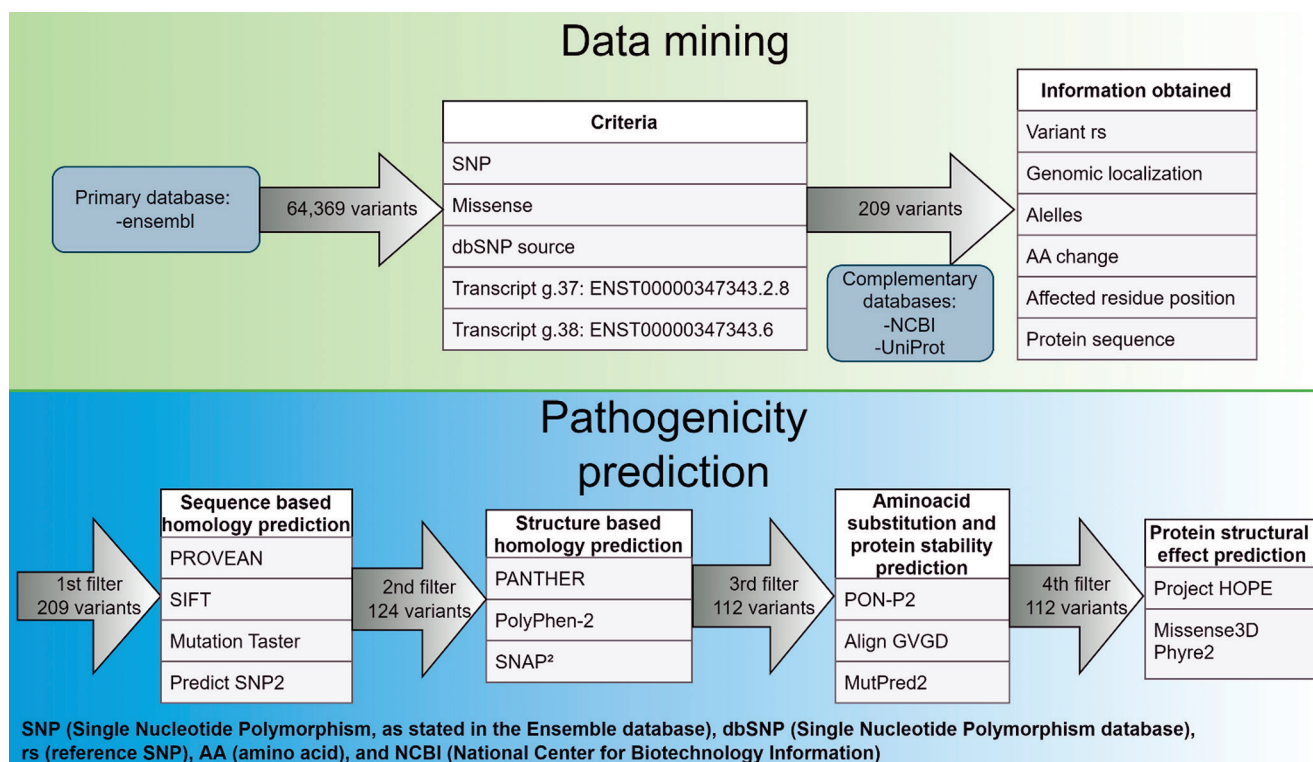 Data mining
Primary database:
-ensembl
64,369 variants
Criteria
SNP
Missense
dbSNP source
Transcript g.37: ENST00000347343.2.8
Transcript g.38: ENST00000347343.6
209 variants
Complementary
databases:
-NCBI
-UniProt
Information obtained
Variant rs
Genomic localization
Alelles
AA change
Affected residue position
Protein sequence
Pathogenicity
prediction
1st filter
209 variants
Sequence based
homology prediction
PROVEAN
SIFT
Mutation Taster
Predict SNP2
2nd filter
124 variants
Structure based
homology prediction
PANTHER
PolyPhen-2
SNAP²
3rd filter
112 variants
Aminoacid
substitution and
protein stability
prediction
PON-P2
Align GVGD
MutPred2
4th filter
112 variants
Protein structural
effect prediction
Project HOPE
Missense3D
Phyre2
SNP (Single Nucleotide Polymorphism, as stated in the Ensemble database), dbSNP (Single Nucleotide Polymorphism database),
rs (reference SNP), AA (amino acid), and NCBI (National Center for Biotechnology Information)